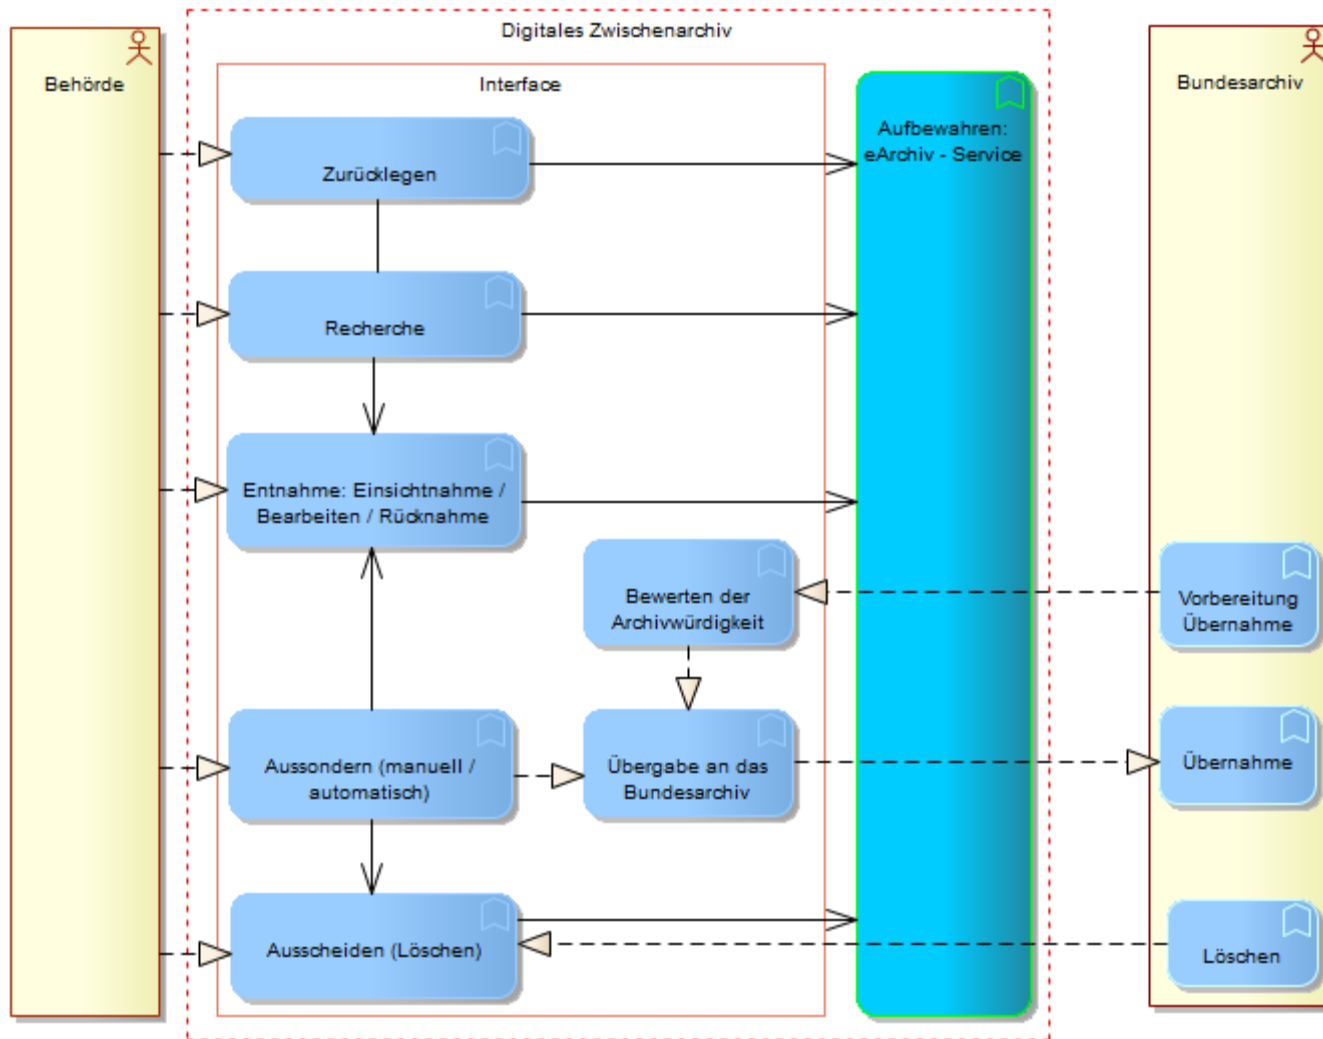 Digitales Zwischenarchiv
Behörde
Interface
Bundesarchiv
Aufbewahren:
eArchiv - Service
Zurücklegen
Recherche
Entnahme: Einsichtnahme /
Bearbeiten / Rücknahme
Bewerten der
Archivwürdigkeit
Vorbereitung
Übernahme
Aussondern (manuell /
automatisch)
Übergabe an das
Bundesarchiv
Übernahme
Ausscheiden (Löschen)
Löschen